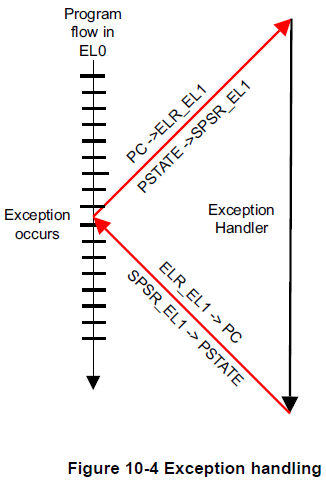 Program
flow in
EL0
PC ->ELR_EL1
PSTATE ->SPSR_EL1
Exception
occurs
Exception
Handler
ELR_EL1 -> PC
SPSR_EL1 -> PSTATE
Figure 10-4 Exception handling